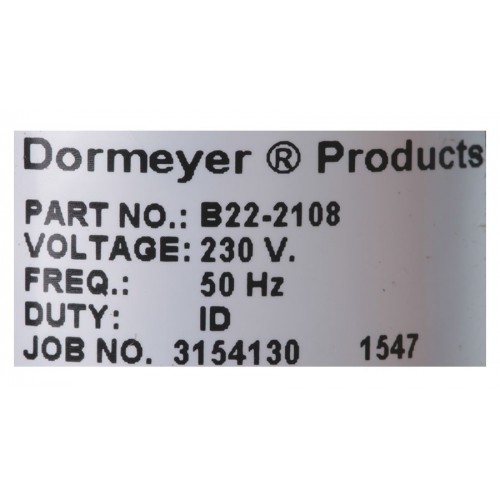 Dormeyer ® Products
PART NO.: B22-2108
VOLTAGE: 230 V.
FREQ.: 50 Hz
DUTY: ID
JOB NO. 3154130 1547